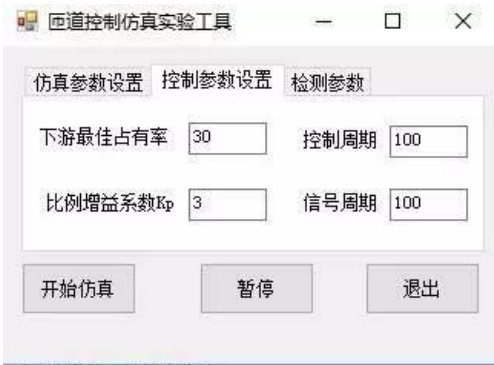 匝道控制仿真实验工具
仿真参数设置 控制参数设置 检测参数
下游最佳占有率 30 控制周期 100
比例增益系数Kp 3 信号周期 100
开始仿真 暂停 退出